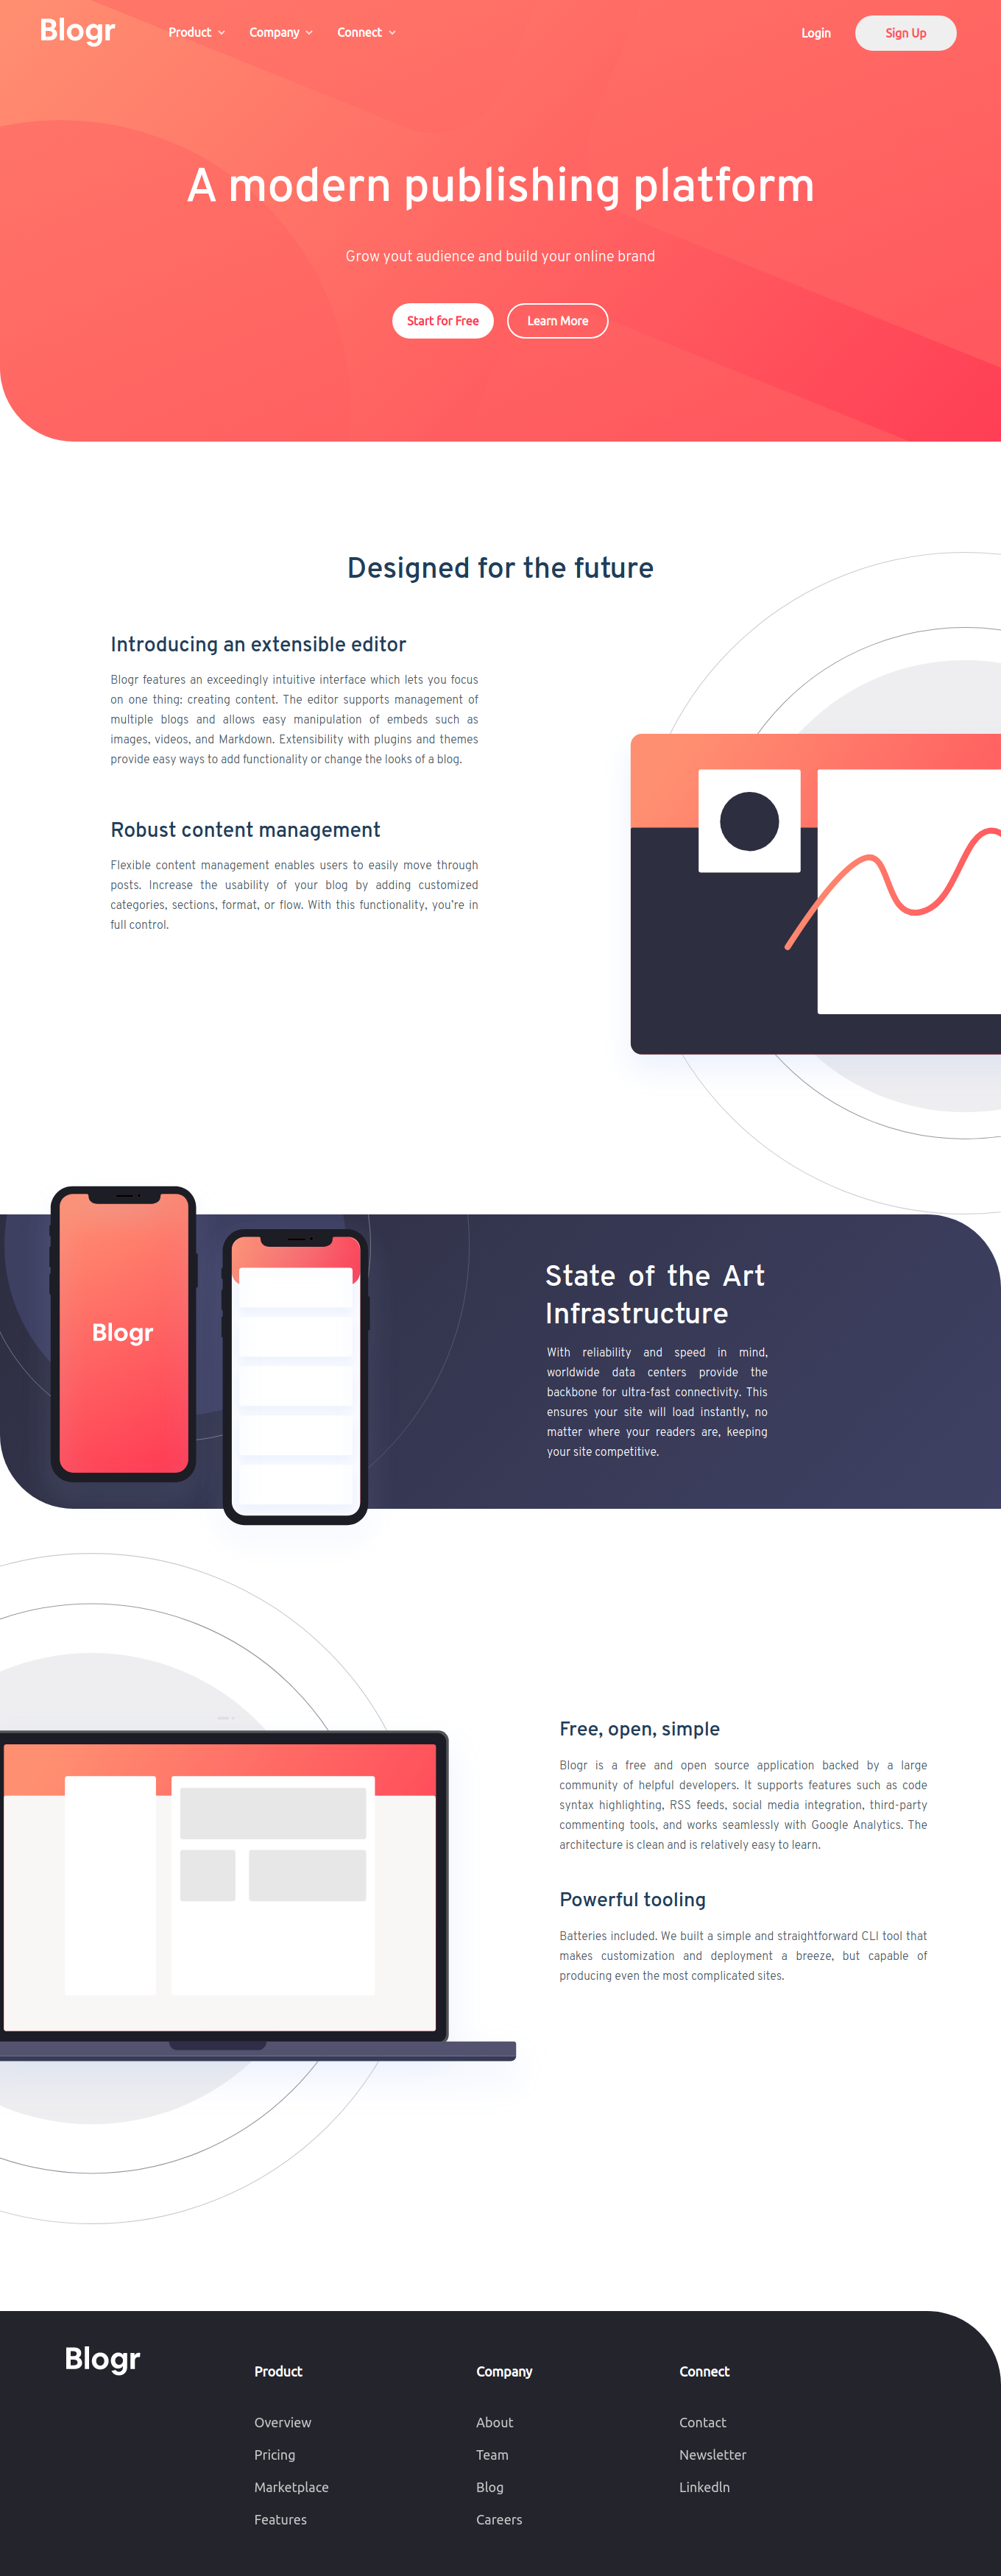 Blogr Product Company Connect Login Sign Up
A modern publishing platform
Grow yout audience and build your online brand
Start for Free Learn More
Designed for the future
Introducing an extensible editor
Blogr features an exceedingly intuitive interface which lets you focus
on one thing: creating content. The editor supports management of
multiple blogs and allows easy manipulation of embeds such as
images, videos, and Markdown. Extensibility with plugins and themes
provide easy ways to add functionality or change the looks of a blog.
Robust content management
Flexible content management enables users to easily move through
posts. Increase the usability of your blog by adding customized
categories, sections, format, or flow. With this functionality, you're in
full control.
Blogr
State of the Art
Infrastructure
With reliability and speed in mind,
worldwide data centers provide the
backbone for ultra-fast connectivity. This
ensures your site will load instantly, no
matter where your readers are, keeping
your site competitive.
Free, open, simple
Blogr is a free and open source application backed by a large
community of helpful developers. It supports features such as code
syntax highlighting, RSS feeds, social media integration, third-party
commenting tools, and works seamlessly with Google Analytics. The
architecture is clean and is relatively easy to learn.
Powerful tooling
Batteries included. We built a simple and straightforward CLI tool that
makes customization and deployment a breeze, but capable of
producing even the most complicated sites.
Blogr
Product
Overview
Pricing
Marketplace
Features
Company
About
Team
Blog
Careers
Connect
Contact
Newsletter
Linkedln